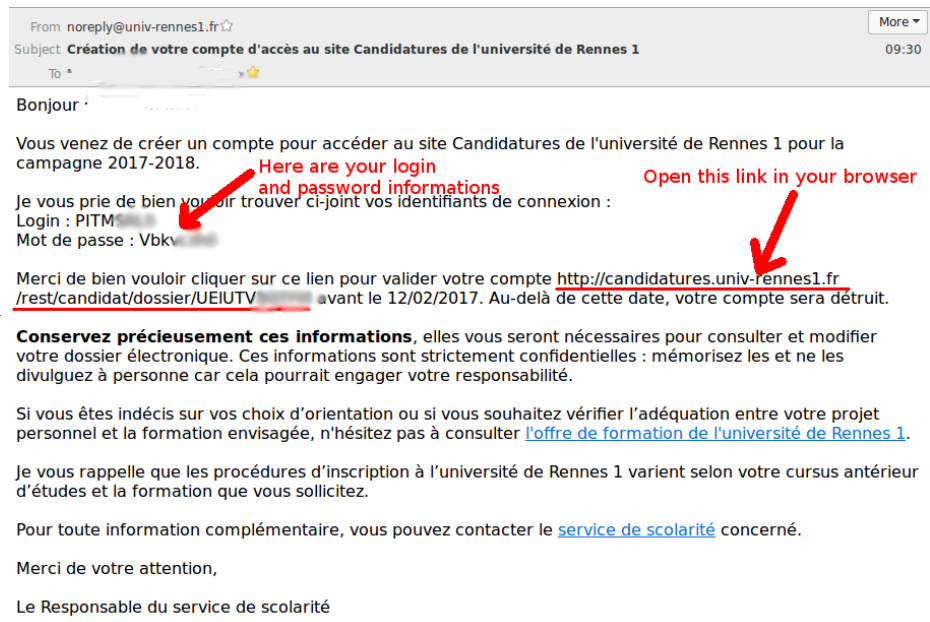 From noreply@univ-rennes1.fr
More ▾
Subject Création de votre compte d'accès au site Candidatures de l'université de Rennes 1
09:30
To
Bonjour
Vous venez de créer un compte pour accéder au site Candidatures de l'université de Rennes 1 pour la
campagne 2017-2018.
Here are your login
and password informations
Open this link in your browser
Je vous prie de bien vouloir trouver ci-joint vos identifiants de connexion :
Login : PITM
Mot de passe : Vbkv
Merci de bien vouloir cliquer sur ce lien pour valider votre compte http://candidatures.univ-rennes1.fr
/rest/candidat/dossier/UEIUTV avant le 12/02/2017. Au-delà de cette date, votre compte sera détruit.
Conservez précieusement ces informations, elles vous seront nécessaires pour consulter et modifier
votre dossier électronique. Ces informations sont strictement confidentielles : mémorisez les et ne les
divulguez à personne car cela pourrait engager votre responsabilité.
Si vous êtes indécis sur vos choix d'orientation ou si vous souhaitez vérifier l’adéquation entre votre projet
personnel et la formation envisagée, n'hésitez pas à consulter l'offre de formation de l'université de Rennes 1.
Je vous rappelle que les procédures d’inscription à l’université de Rennes 1 varient selon votre cursus antérieur
d’études et la formation que vous sollicitez.
Pour toute information complémentaire, vous pouvez contacter le service de scolarité concerné.
Merci de votre attention,
Le Responsable du service de scolarité